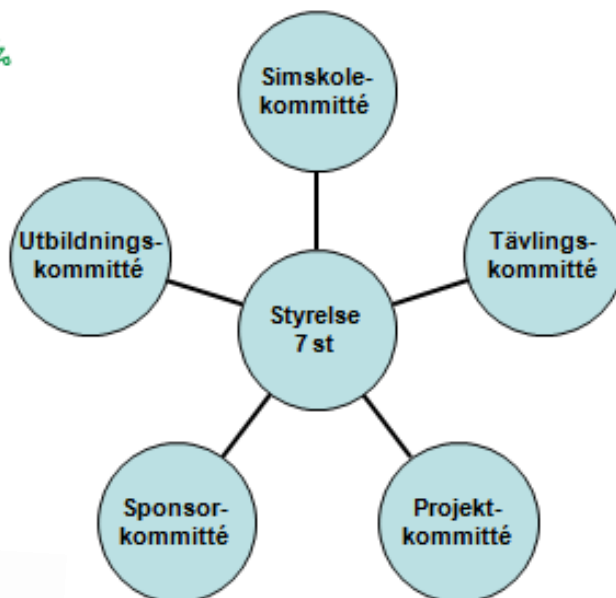 %
Simskole-
kommitté
Utbildnings-
kommitté
Tävlings-
kommitté
Styrelse
7 st
Sponsor-
kommitté
Projekt-
kommitté